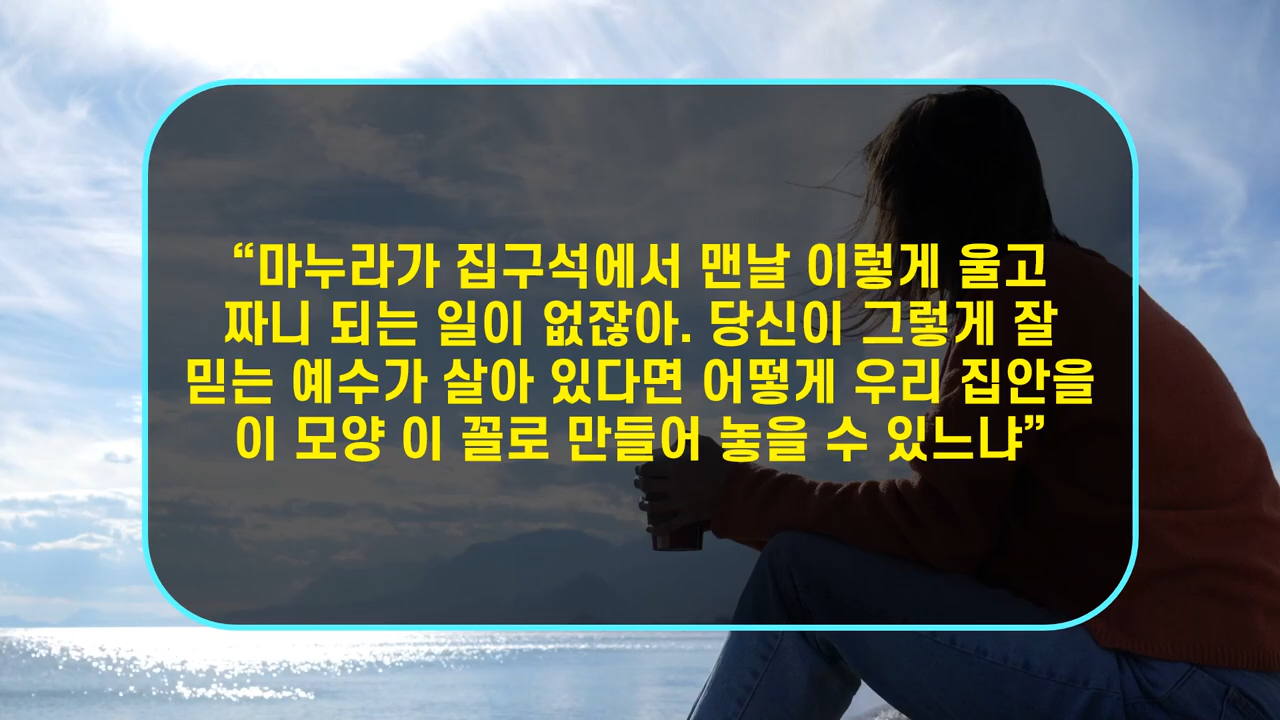 “마누라가 집구석에서 맨날 이렇게 울고
짜니 되는 일이 없잖아. 당신이 그렇게 잘
믿는 예수가 살아 있다면 어떻게 우리 집안을
이 모양 이 꼴로 만들어 놓을 수 있느냐”